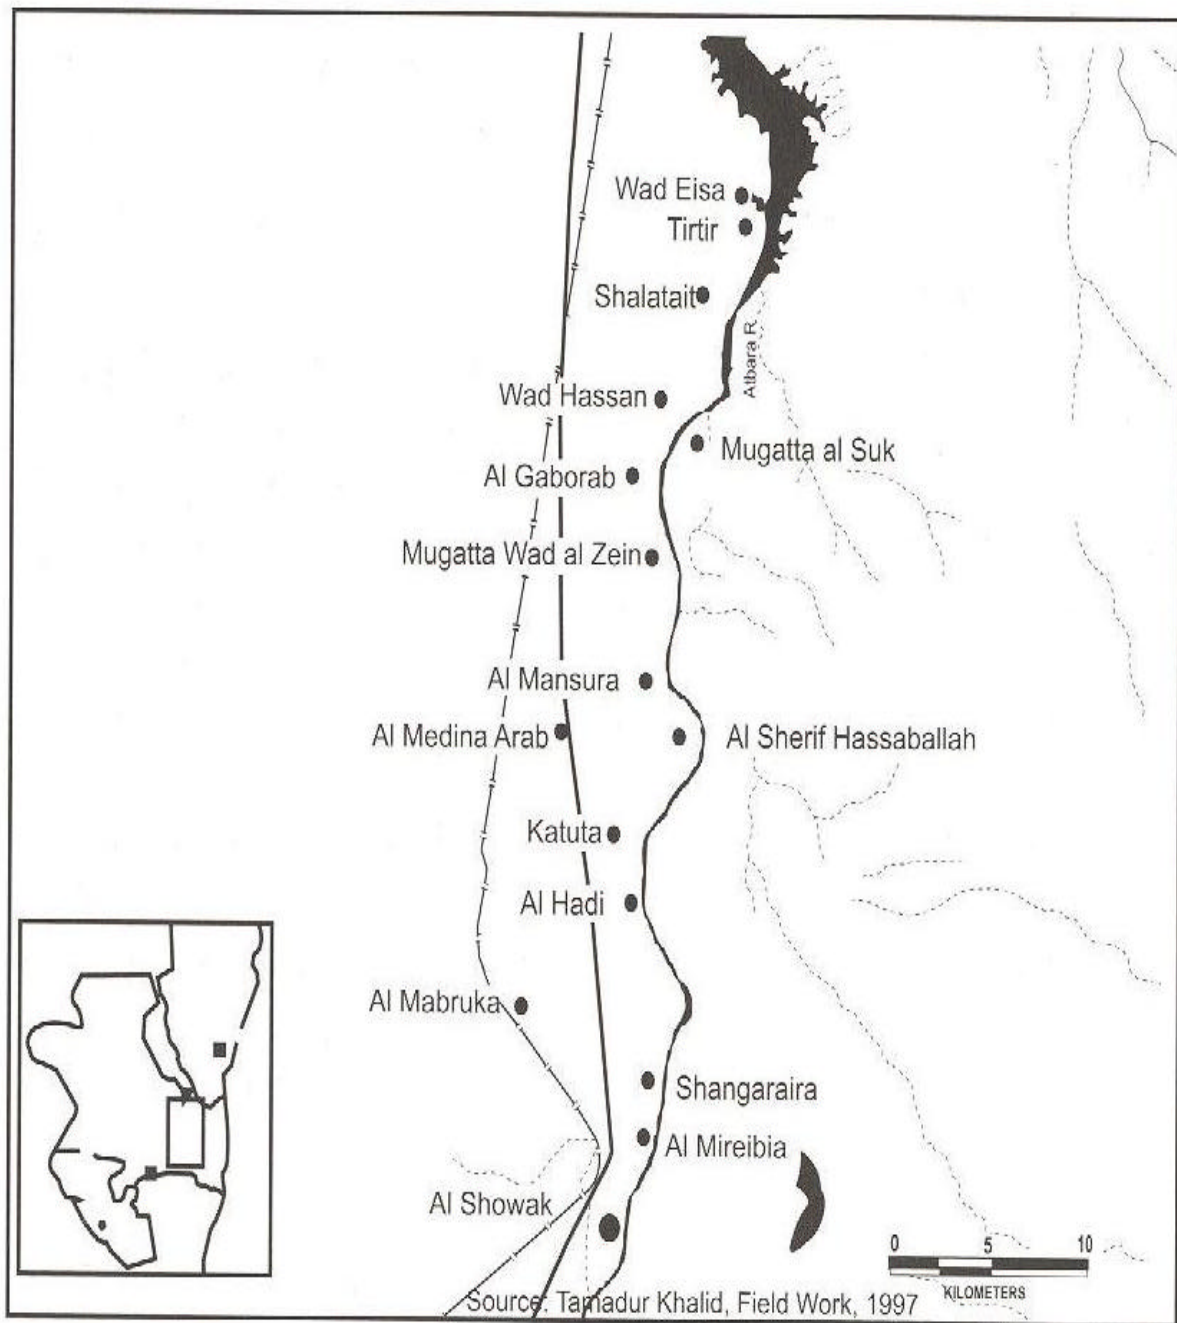 Wad Eisa
Tirtir
Shalatait
Atbara R.
Wad Hassan
Mugatta al Suk
Al Gaborab
Mugatta Wad al Zein
Al Mansura
Al Medina Arab
Al Sherif Hassaballah
Katuta
Al Hadi
Al Mabruka
Shangaraira
Al Mireibia
Al Showak
0 5 10
KILOMETERS
Source: Tamadur Khalid, Field Work, 1997